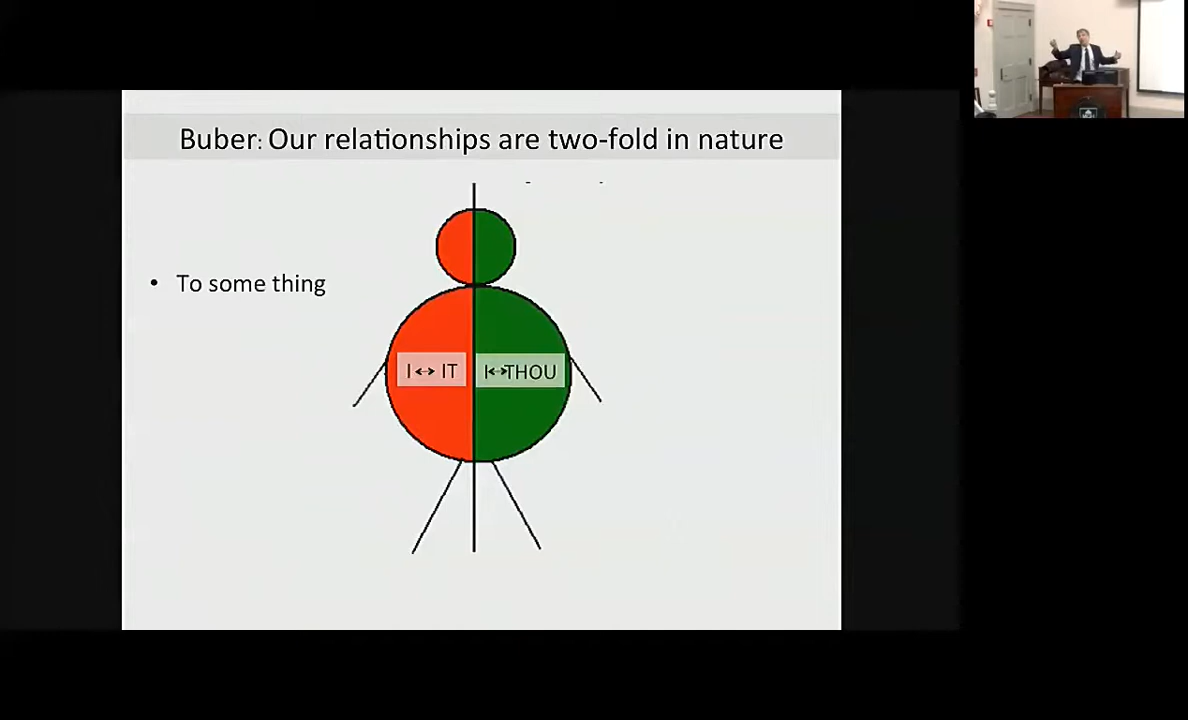 Buber: Our relationships are two-fold in nature
• To some thing
I↔IT
I↔THOU